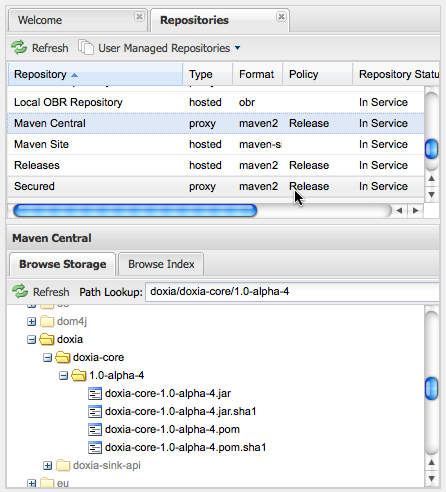 Welcome Repositories
Refresh User Managed Repositories
Repository Type Format Policy Repository Statu
Local OBR Repository hosted obr In Service
Maven Central proxy maven2 Release In Service
Maven Site hosted maven-si In Service
Releases hosted maven2 Release In Service
Secured proxy maven2 Release In Service
Maven Central
Browse Storage Browse Index
Refresh Path Lookup: doxia/doxia-core/1.0-alpha-4
dom4j
doxia
doxia-core
1.0-alpha-4
doxia-core-1.0-alpha-4.jar
doxia-core-1.0-alpha-4.jar.sha1
doxia-core-1.0-alpha-4.pom
doxia-core-1.0-alpha-4.pom.sha1
doxia-sink-api
eu